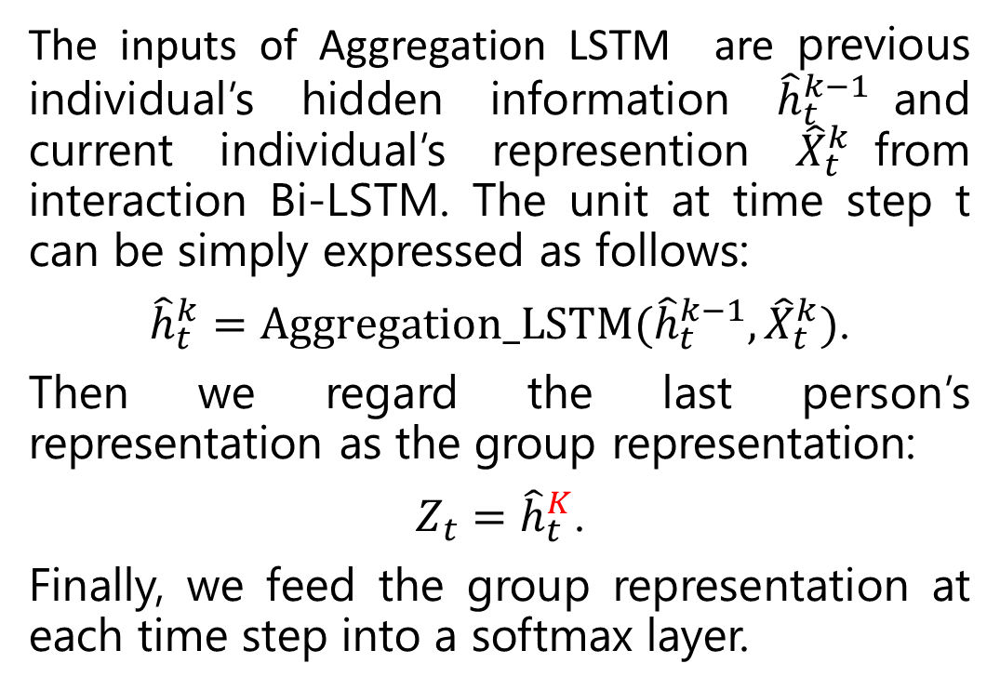 The inputs of Aggregation LSTM are previous
individual's hidden information $\hat{h}_t^{k-1}$ and
current individual's represention $\hat{X}_t^k$ from
interaction Bi-LSTM. The unit at time step t
can be simply expressed as follows:
$\hat{h}_t^k = \text{Aggregation\_LSTM}(\hat{h}_t^{k-1}, \hat{X}_t^k).$
Then we regard the last person's
representation as the group representation:
$Z_t = \hat{h}_t^K.$
Finally, we feed the group representation at
each time step into a softmax layer.